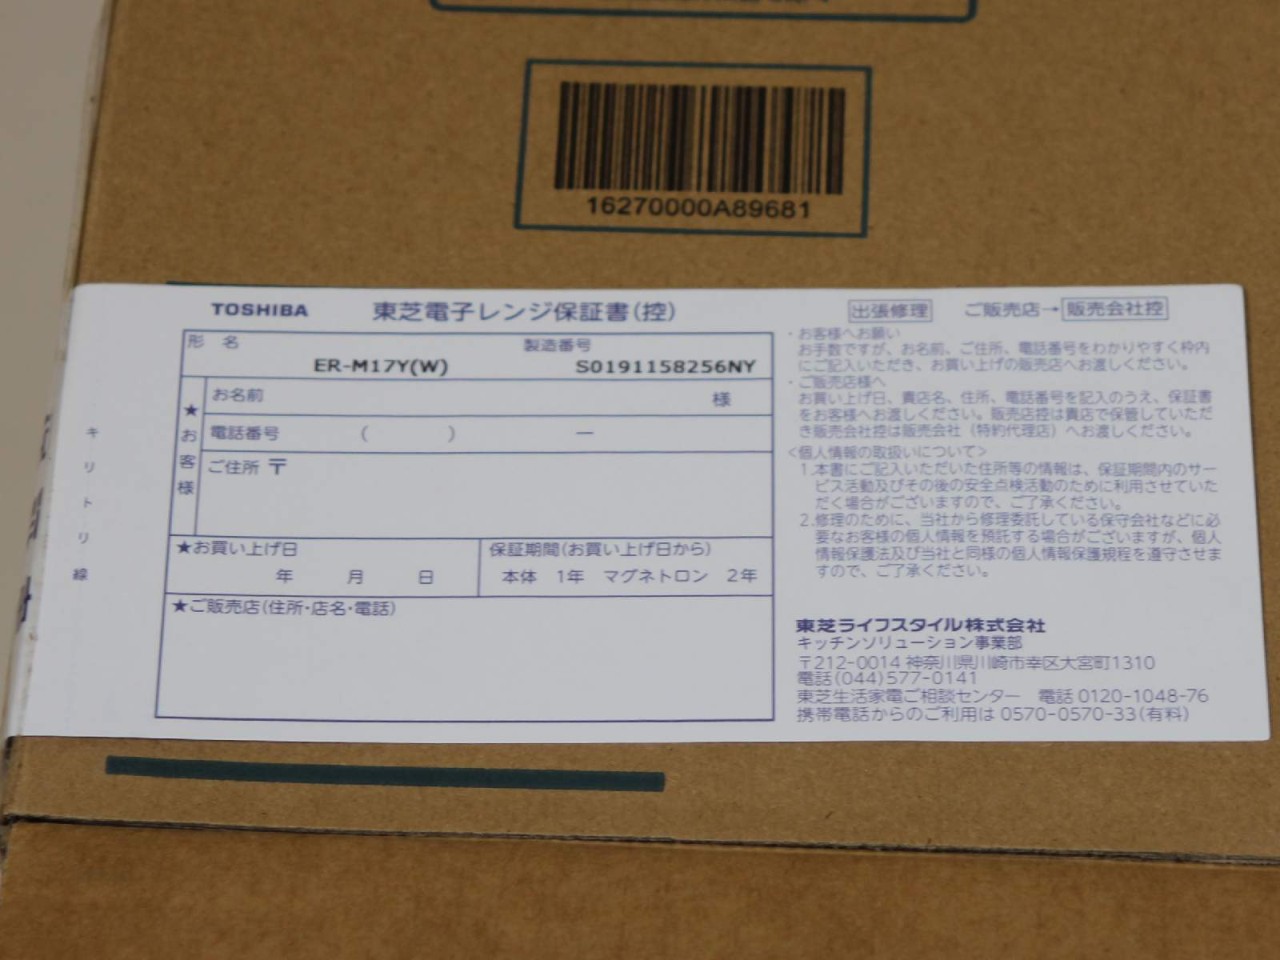 16270000A89681
TOSHIBA 東芝電子レンジ保証書(控)
出張修理 ご販売店→販売会社控
形 名 製造番号
ER-M17Y(W) S0191158256NY
★お客様
お名前 様
電話番号 ( ) ー
ご住所 〒
★お買い上げ日 保証期間(お買い上げ日から)
年 月 日 本体 1年 マグネトロン 2年
★ご販売店(住所・店名・電話)
キリトリ線
・お客様へお願い
お手数ですが、お名前、ご住所、電話番号をわかりやすく枠内
にご記入いただき、お買い上げの販売店へお渡しください。
・ご販売店様へ
お買い上げ日、貴店名、住所、電話番号を記入のうえ、保証書
をお客様へお渡しください。販売店控は貴店で保管していただ
き販売会社控は販売会社（特約代理店）へお渡しください。
<個人情報の取扱いについて>
1.本書にご記入いただいた住所等の情報は、保証期間内のサー
ビス活動及びその後の安全点検活動のために利用させていた
だく場合がございますので、ご了承ください。
2.修理のために、当社から修理委託している保守会社などに必
要なお客様の個人情報を預託する場合がございますが、個人
情報保護法及び当社と同様の個人情報保護規程を遵守させま
すので、ご了承ください。
東芝ライフスタイル株式会社
キッチンソリューション事業部
〒212-0014 神奈川県川崎市幸区大宮町1310
電話(044)577-0141
東芝生活家電ご相談センター 電話 0120-1048-76
携帯電話からのご利用は 0570-0570-33(有料)